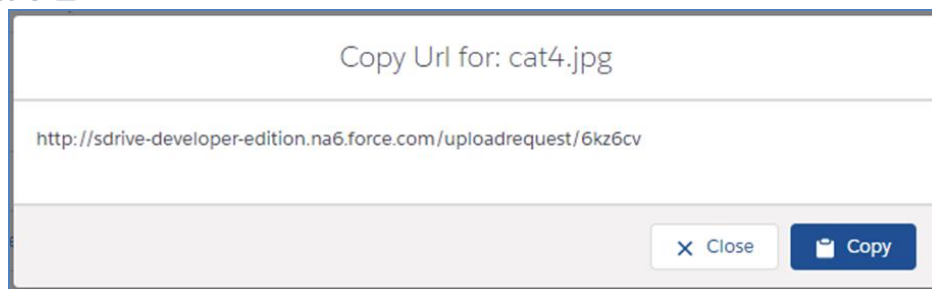 Copy Url for: cat4.jpg
http://sdrive-developer-edition.na6.force.com/uploadrequest/6kz6cv
Close
Copy